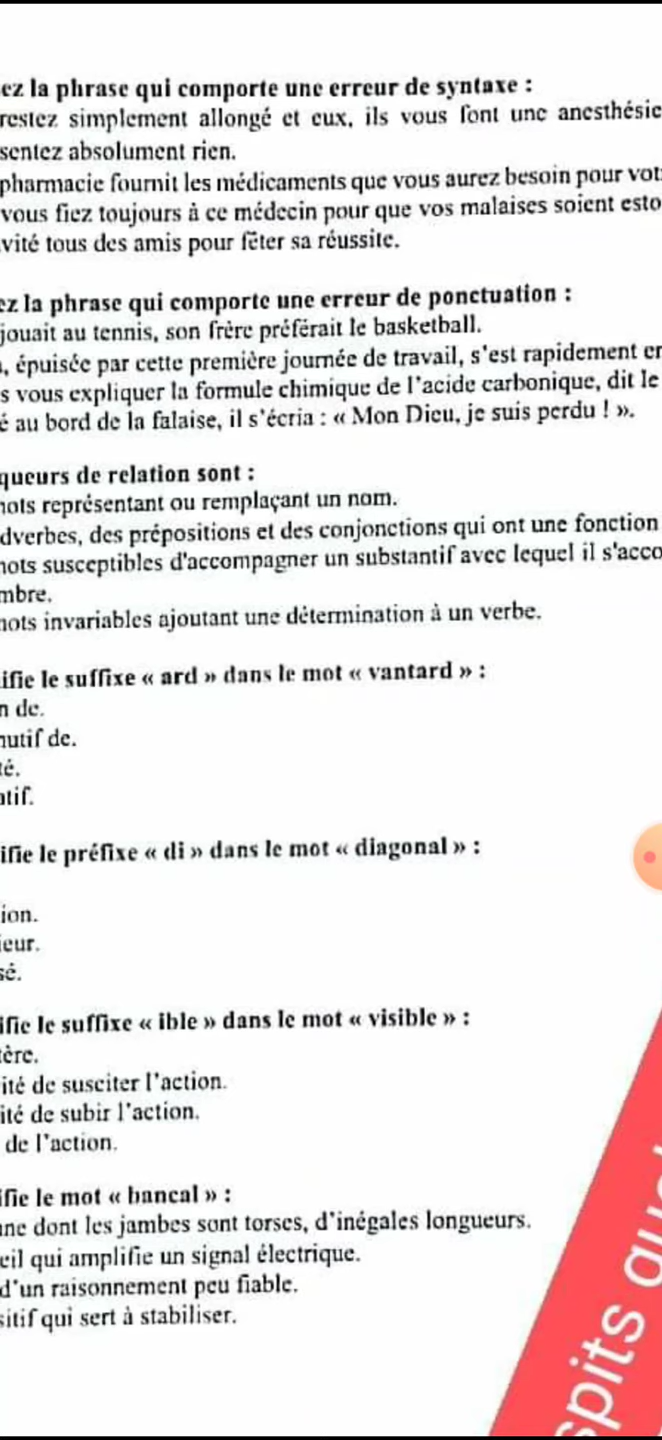 ez la phrase qui comporte une erreur de syntaxe :
restez simplement allongé et eux, ils vous font une anesthésie
sentez absolument rien.
pharmacie fournit les médicaments que vous aurez besoin pour vot
vous fiez toujours à ce médecin pour que vos malaises soient esto
vité tous des amis pour fêter sa réussite.
ez la phrase qui comporte une erreur de ponctuation :
jouait au tennis, son frère préférait le basketball.
, épuisée par cette première journée de travail, s'est rapidement en
s vous expliquer la formule chimique de l'acide carbonique, dit le
é au bord de la falaise, il s'écria : « Mon Dieu, je suis perdu ! ».
queurs de relation sont :
nots représentant ou remplaçant un nom.
dverbes, des prépositions et des conjonctions qui ont une fonction
nots susceptibles d'accompagner un substantif avec lequel il s'acco
mbre.
nots invariables ajoutant une détermination à un verbe.
ifie le suffixe « ard » dans le mot « vantard » :
n de.
nutif de.
té.
atif.
ifie le préfixe « di » dans le mot « diagonal » :
ion.
ieur.
sé.
ifie le suffixe « ible » dans le mot « visible » :
tère.
ité de susciter l'action.
ité de subir l'action.
de l'action.
ifie le mot « bancal » :
nne dont les jambes sont torses, d'inégales longueurs.
eil qui amplifie un signal électrique.
d'un raisonnement peu fiable.
sitif qui sert à stabiliser.
spits que